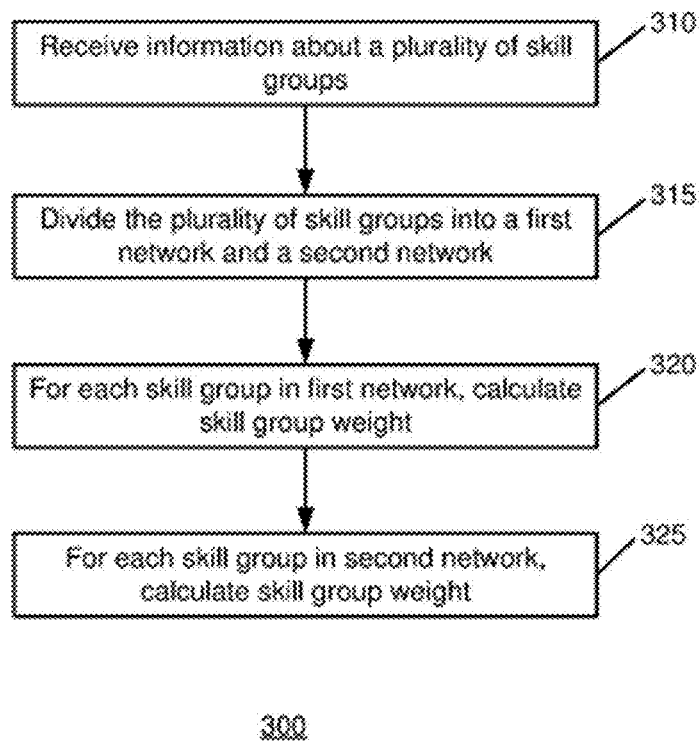 310
Receive information about a plurality of skill
groups
315
Divide the plurality of skill groups into a first
network and a second network
320
For each skill group in first network, calculate
skill group weight
325
For each skill group in second network,
calculate skill group weight
300